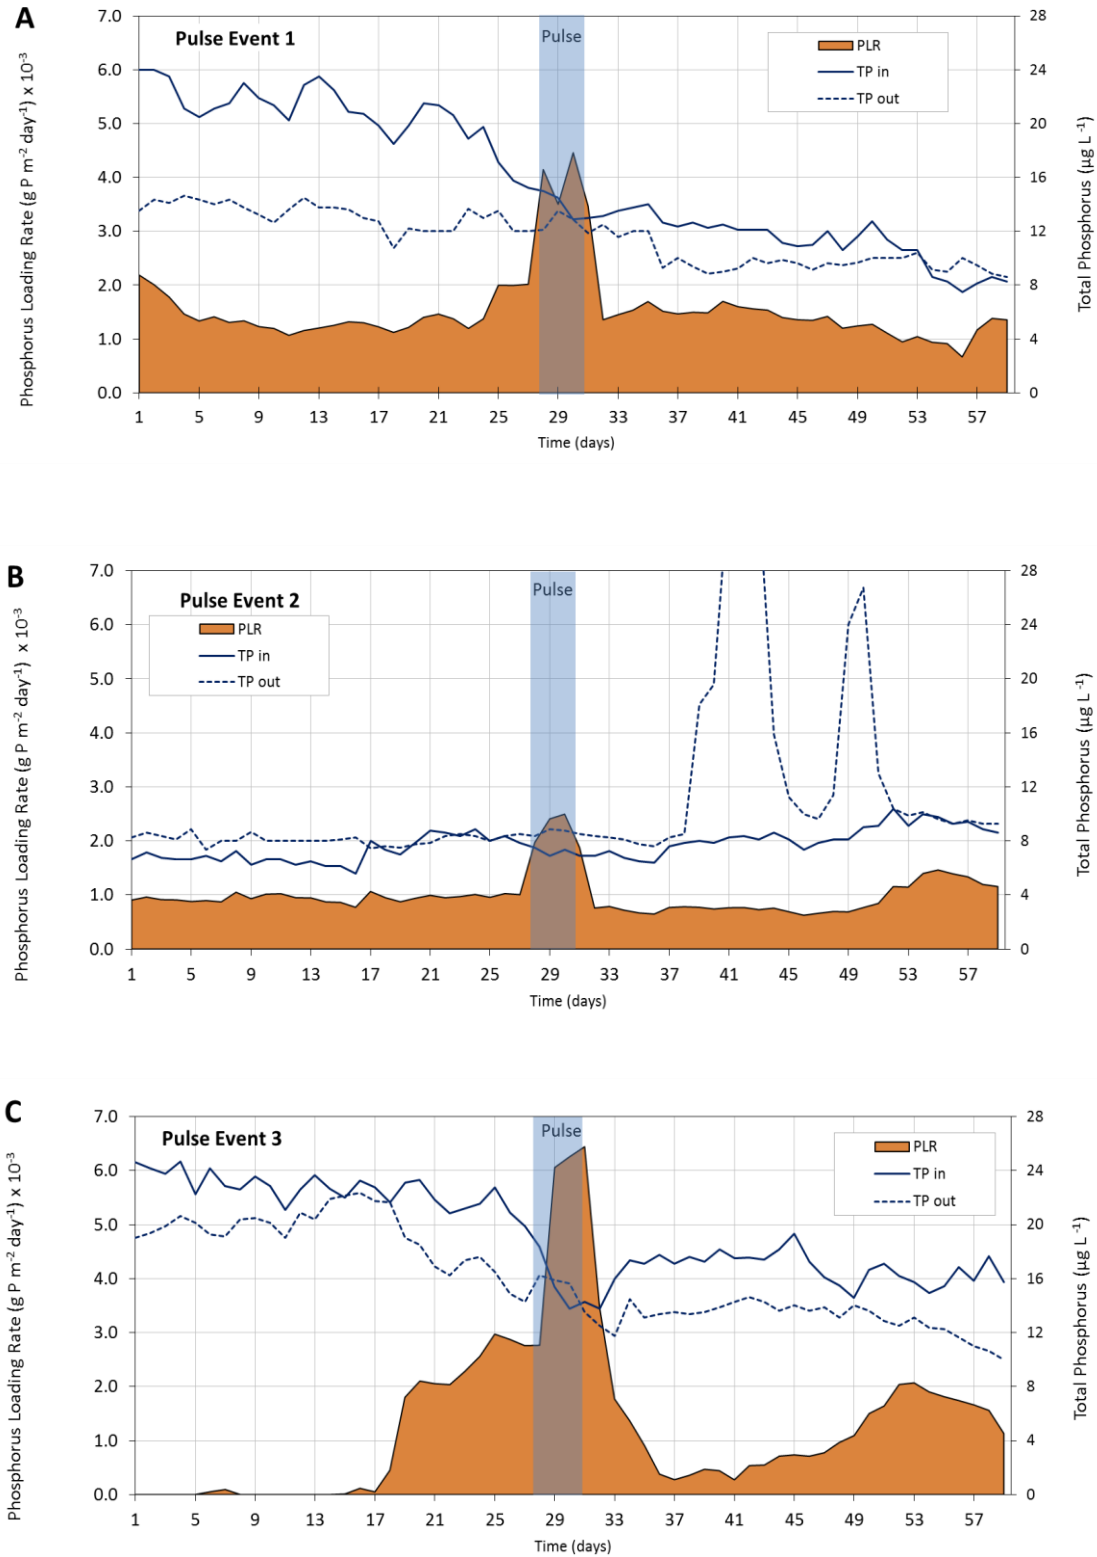 A
Pulse Event 1
Pulse
PLR
TP in
TP out
Phosphorus Loading Rate (g P m⁻² day⁻¹) x 10⁻³
7.0
6.0
5.0
4.0
3.0
2.0
1.0
0.0
28
24
20
16
12
8
4
0
Total Phosphorus (µg L⁻¹)
1 5 9 13 17 21 25 29 33 37 41 45 49 53 57
Time (days)
B
Pulse Event 2
Pulse
PLR
TP in
TP out
Phosphorus Loading Rate (g P m⁻² day⁻¹) x 10⁻³
7.0
6.0
5.0
4.0
3.0
2.0
1.0
0.0
28
24
20
16
12
8
4
0
Total Phosphorus (µg L⁻¹)
1 5 9 13 17 21 25 29 33 37 41 45 49 53 57
Time (days)
C
Pulse Event 3
Pulse
PLR
TP in
TP out
Phosphorus Loading Rate (g P m⁻² day⁻¹) x 10⁻³
7.0
6.0
5.0
4.0
3.0
2.0
1.0
0.0
28
24
20
16
12
8
4
0
Total Phosphorus (µg L⁻¹)
1 5 9 13 17 21 25 29 33 37 41 45 49 53 57
Time (days)